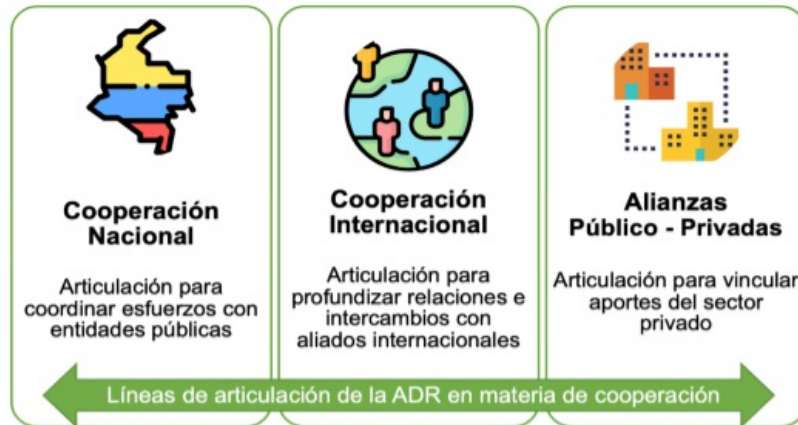 Cooperación
Nacional
Articulación para
coordinar esfuerzos con
entidades públicas
Cooperación
Internacional
Articulación para
profundizar relaciones e
intercambios con
aliados internacionales
Alianzas
Público - Privadas
Articulación para vincular
aportes del sector
privado
Líneas de articulación de la ADR en materia de cooperación